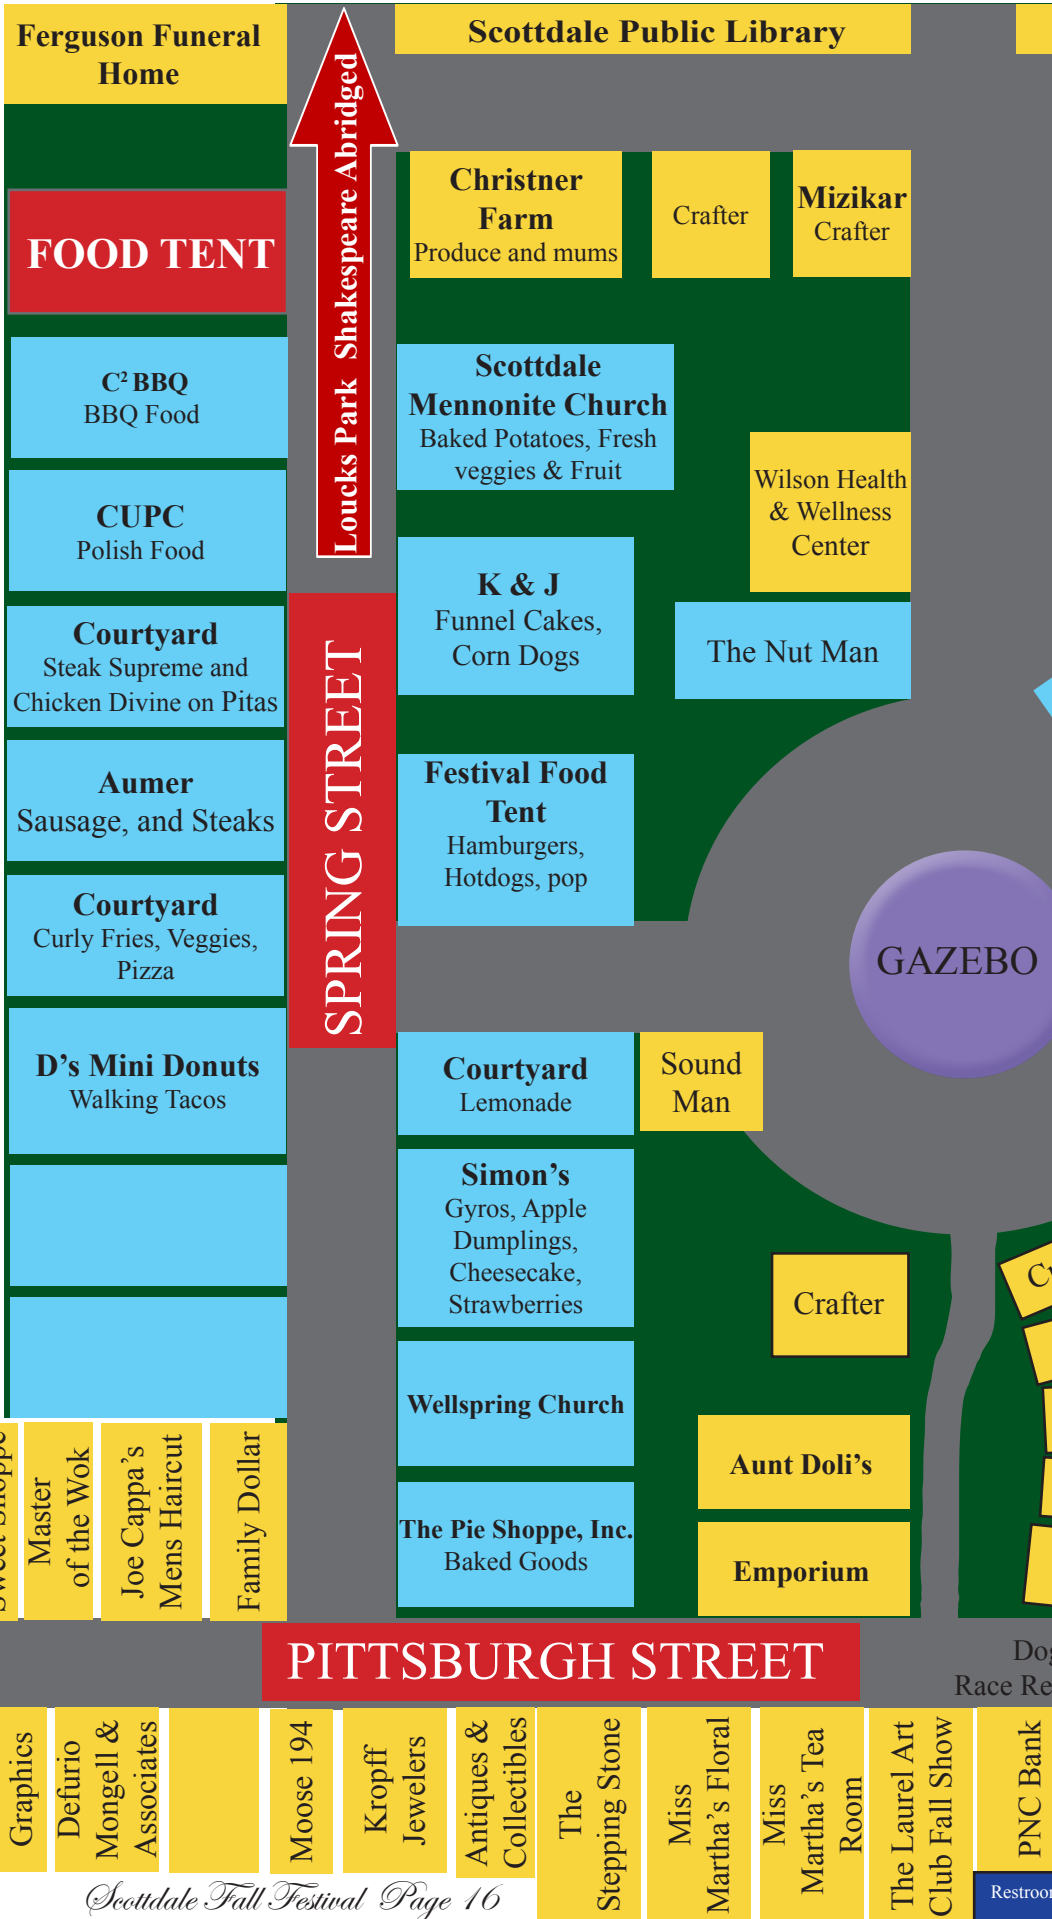 Ferguson Funeral
Home
Scottdale Public Library
Loucks Park Shakespeare Abridged
FOOD TENT
Christner
Farm
Produce and mums
Crafter
Mizikar
Crafter
C² BBQ
BBQ Food
Scottdale
Mennonite Church
Baked Potatoes, Fresh
veggies & Fruit
Wilson Health
& Wellness
Center
CUPC
Polish Food
K & J
Funnel Cakes,
Corn Dogs
The Nut Man
Courtyard
Steak Supreme and
Chicken Divine on Pitas
SPRING STREET
Aumer
Sausage, and Steaks
Festival Food
Tent
Hamburgers,
Hotdogs, pop
Courtyard
Curly Fries, Veggies,
Pizza
GAZEBO
D's Mini Donuts
Walking Tacos
Courtyard
Lemonade
Sound
Man
Simon's
Gyros, Apple
Dumplings,
Cheesecake,
Strawberries
Crafter
Wellspring Church
Aunt Doli's
The Pie Shoppe, Inc.
Baked Goods
Emporium
Sweet Shoppe
Master
of the Wok
Joe Cappa's
Mens Haircut
Family Dollar
PITTSBURGH STREET
Dog
Race Re
Graphics
Defurio
Mongell &
Associates
Moose 194
Kropff
Jewelers
Antiques &
Collectibles
The
Stepping Stone
Miss
Martha's Floral
Miss
Martha's Tea
Room
The Laurel Art
Club Fall Show
PNC Bank
Restroom
Scottdale Fall Festival Page 16